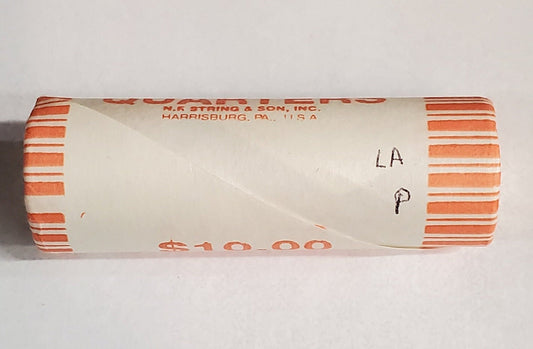 QUARTERS
N.F. STRING & SON, INC.
HARRISBURG, PA., U.S.A
LA
P
$10.00